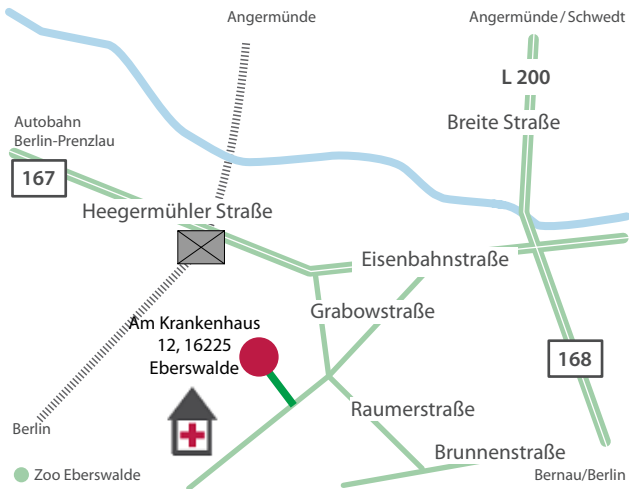 Angermünde
Angermünde / Schwedt
L 200
Autobahn
Berlin-Prenzlau
Breite Straße
167
Heegermühler Straße
Eisenbahnstraße
Grabowstraße
Am Krankenhaus
12, 16225
Eberswalde
168
Raumerstraße
Berlin
Brunnenstraße
Zoo Eberswalde
Bernau/Berlin